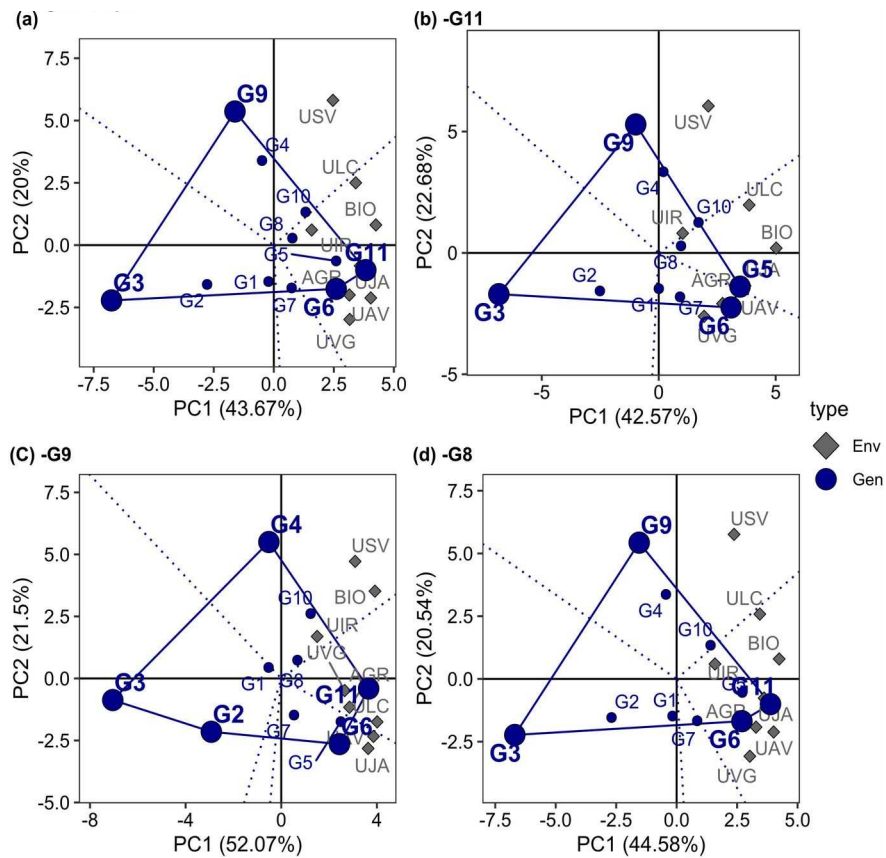 (a)
7.5
5.0
2.5
0.0
-2.5
PC2 (20%)
G9
USV
G4
ULC
G10
BIO
G8
UIR
G5
G11
G3
G2
G1
AGR
UJA
G7
G6
UAV
UVG
-7.5 -5.0 -2.5 0.0 2.5 5.0
PC1 (43.67%)
(b) -G11
5
0
-5
PC2 (22.68%)
USV
G9
G4
ULC
G10
UIR
BIO
G8
G5
G2
AGR
G3
G1
G7
G6
UAV
UVG
-5 0 5
PC1 (42.57%)
type
Env
Gen
(C) -G9
7.5
5.0
2.5
0.0
-2.5
-5.0
PC2 (21.5%)
G4
USV
G10
BIO
UIR
UVG
G1
G8
AGR
G3
G11
G2
ULC
G7
G6
G5
UJA
-8 -4 0 4
PC1 (52.07%)
(d) -G8
7.5
5.0
2.5
0.0
-2.5
-5.0
PC2 (20.54%)
G9
USV
G4
ULC
G10
BIO
UIR
G11
G2
G1
AGR
UJA
G3
G7
G6
UAV
UVG
-7.5 -5.0 -2.5 0.0 2.5 5.0
PC1 (44.58%)